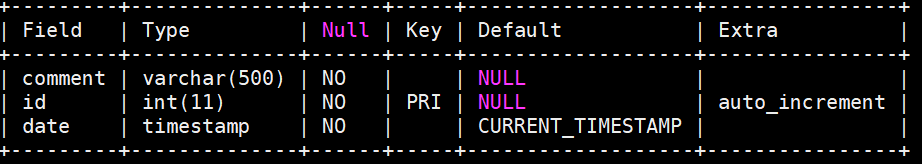 +---------+--------------+------+-----+-------------------+----------------+
| Field   | Type         | Null | Key | Default           | Extra          |
+---------+--------------+------+-----+-------------------+----------------+
| comment | varchar(500) | NO   |     | NULL              |                |
| id      | int(11)      | NO   | PRI | NULL              | auto_increment |
| date    | timestamp    | NO   |     | CURRENT_TIMESTAMP |                |
+---------+--------------+------+-----+-------------------+----------------+